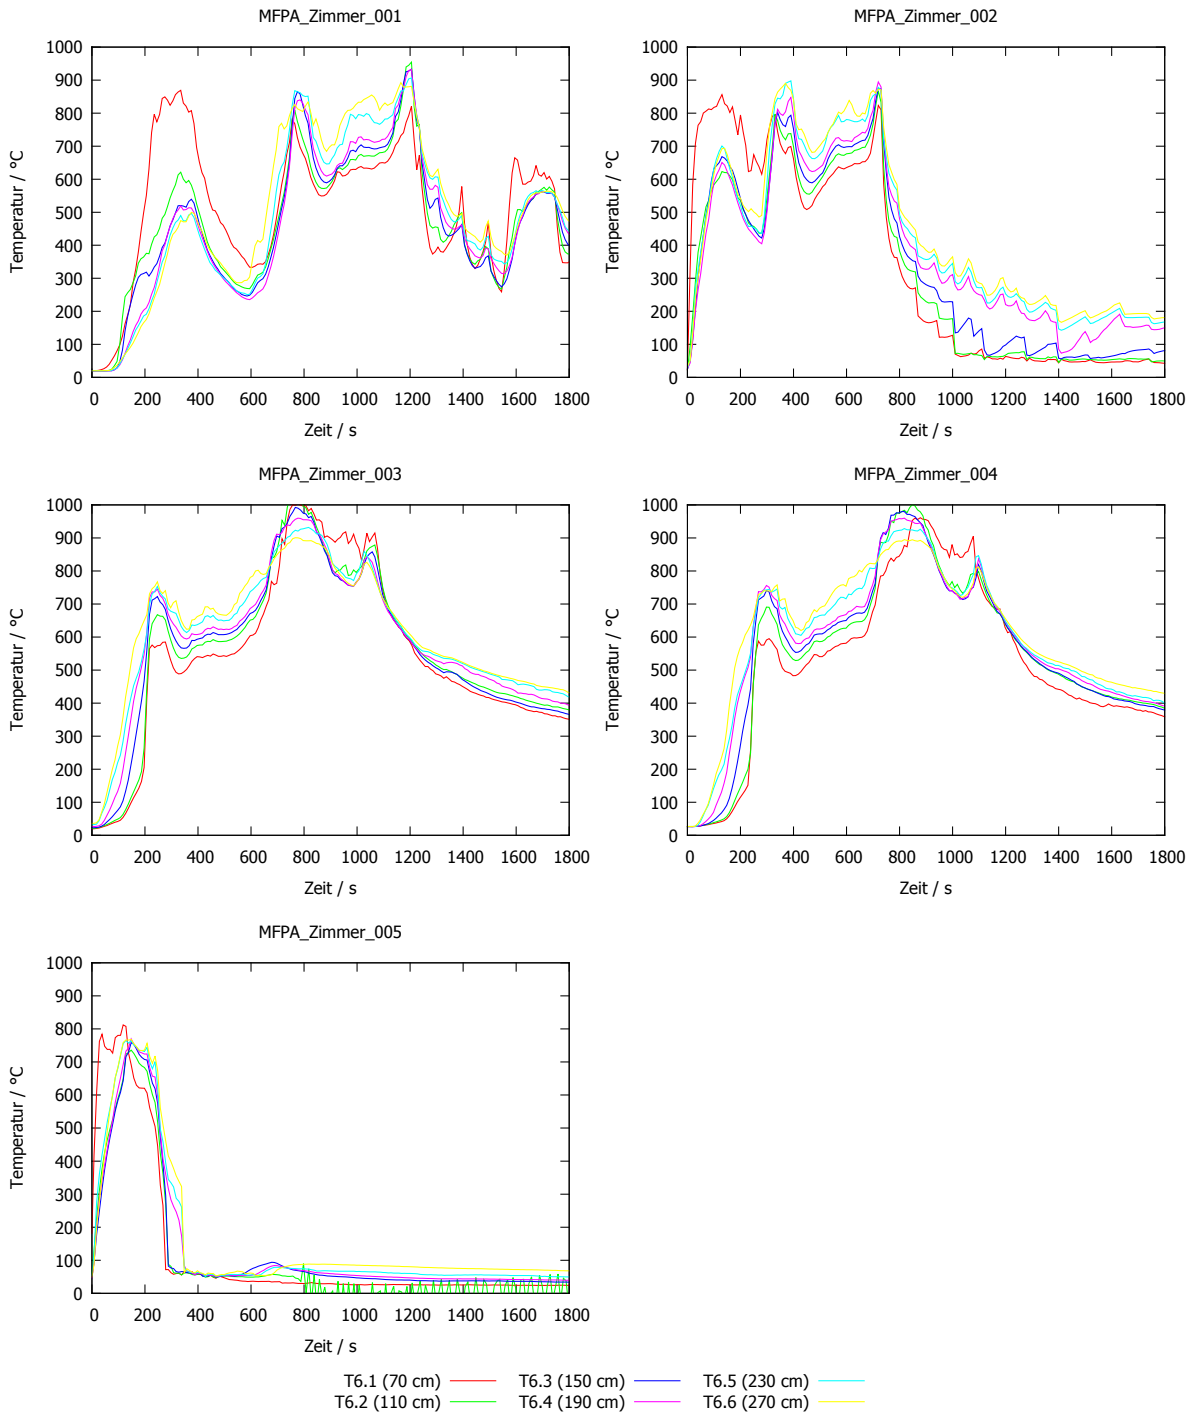 MFPA_Zimmer_001
MFPA_Zimmer_002
1000
900
800
700
600
500
400
300
200
100
0
Temperatur / °C
0 200 400 600 800 1000 1200 1400 1600 1800
Zeit / s
1000
900
800
700
600
500
400
300
200
100
0
Temperatur / °C
0 200 400 600 800 1000 1200 1400 1600 1800
Zeit / s
MFPA_Zimmer_003
MFPA_Zimmer_004
1000
900
800
700
600
500
400
300
200
100
0
Temperatur / °C
0 200 400 600 800 1000 1200 1400 1600 1800
Zeit / s
1000
900
800
700
600
500
400
300
200
100
0
Temperatur / °C
0 200 400 600 800 1000 1200 1400 1600 1800
Zeit / s
MFPA_Zimmer_005
1000
900
800
700
600
500
400
300
200
100
0
Temperatur / °C
0 200 400 600 800 1000 1200 1400 1600 1800
Zeit / s
T6.1 (70 cm) T6.3 (150 cm) T6.5 (230 cm)
T6.2 (110 cm) T6.4 (190 cm) T6.6 (270 cm)